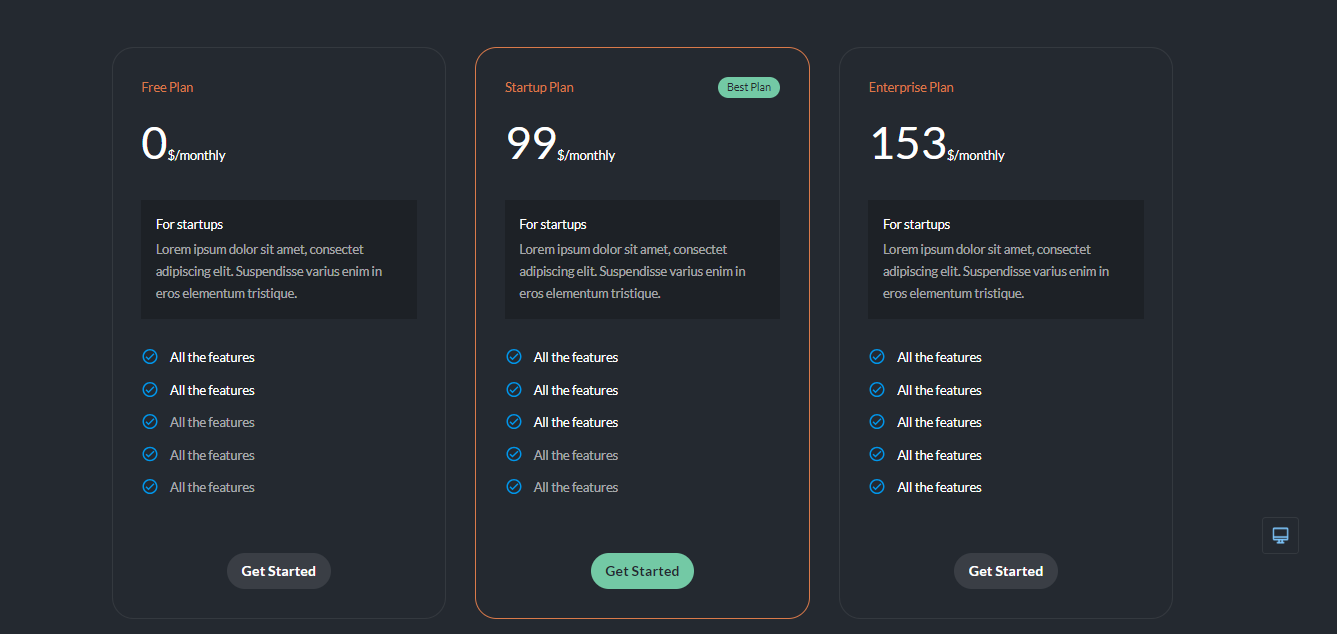 Free Plan
0$/monthly
For startups
Lorem ipsum dolor sit amet, consectet
adipiscing elit. Suspendisse varius enim in
eros elementum tristique.
All the features
All the features
All the features
All the features
All the features
Get Started
Startup Plan
Best Plan
99$/monthly
For startups
Lorem ipsum dolor sit amet, consectet
adipiscing elit. Suspendisse varius enim in
eros elementum tristique.
All the features
All the features
All the features
All the features
All the features
Get Started
Enterprise Plan
153$/monthly
For startups
Lorem ipsum dolor sit amet, consectet
adipiscing elit. Suspendisse varius enim in
eros elementum tristique.
All the features
All the features
All the features
All the features
All the features
Get Started